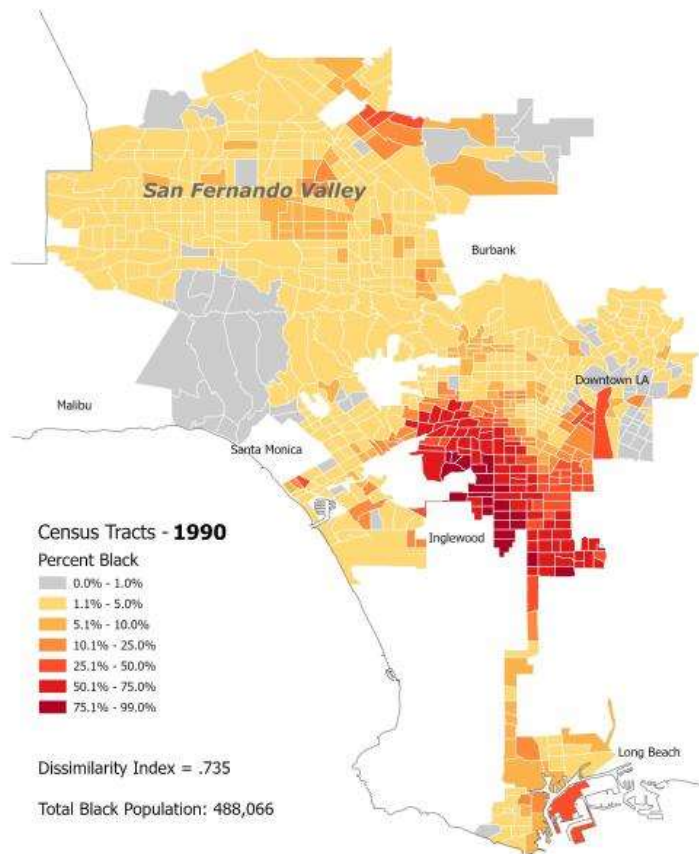 San Fernando Valley
Burbank
Downtown LA
Malibu
Santa Monica
Inglewood
Long Beach
Census Tracts - 1990
Percent Black
0.0% - 1.0%
1.1% - 5.0%
5.1% - 10.0%
10.1% - 25.0%
25.1% - 50.0%
50.1% - 75.0%
75.1% - 99.0%
Dissimilarity Index = .735
Total Black Population: 488,066